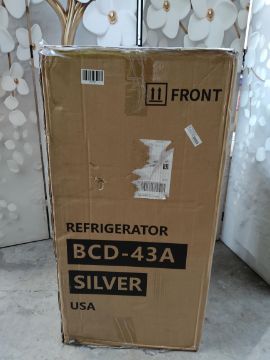 FRONT
REFRIGERATOR
BCD-43A
SILVER
USA